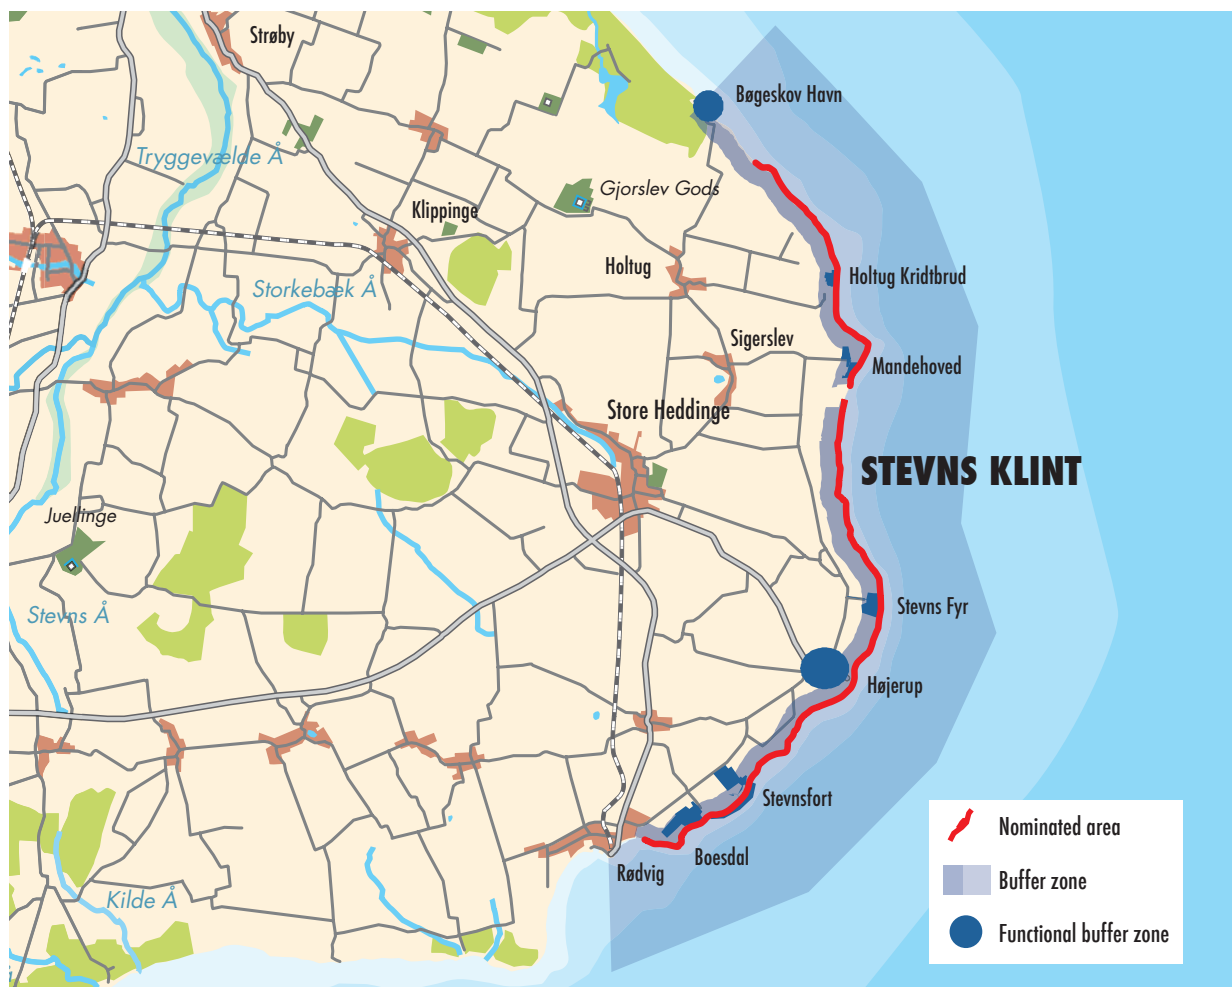 Strøby
Bøgeskov Havn
Tryggevælde Å
Gjorslev Gods
Klippinge
Holtug
Holtug Kridtbrud
Storkebæk Å
Sigerslev
Mandehoved
Store Heddinge
STEVNS KLINT
Juellinge
Stevns Å
Stevns Fyr
Højerup
Stevnsfort
Boesdal
Rødvig
Kilde Å
Nominated area
Buffer zone
Functional buffer zone